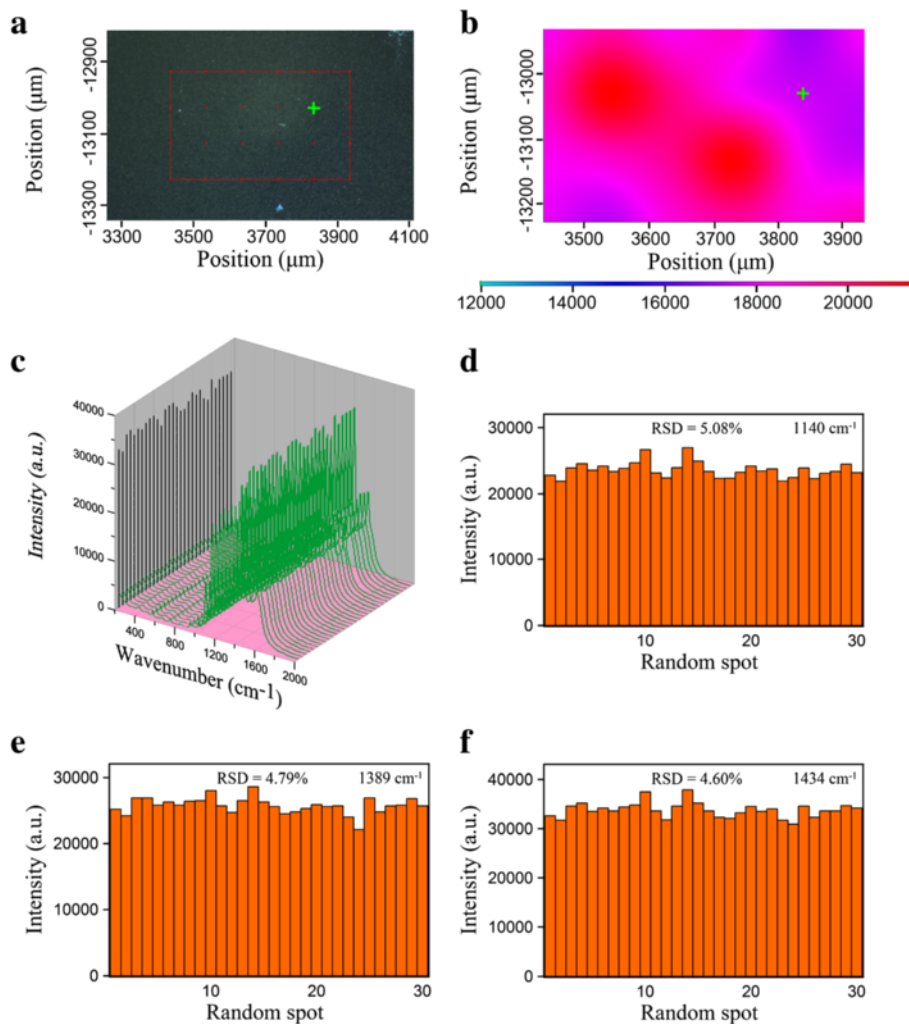 a
Position (µm)
-12900
-13100
-13300
3300
3500
3700
3900
4100
Position (µm)
b
Position (µm)
-13000
-13100
-13200
3500
3600
3700
3800
3900
Position (µm)
12000
14000
16000
18000
20000
c
Intensity (a.u.)
40000
30000
20000
10000
0
400
800
1200
1600
2000
Wavenumber (cm-1)
d
Intensity (a.u.)
30000
20000
10000
0
RSD = 5.08% 1140 cm⁻¹
10
20
30
Random spot
e
Intensity (a.u.)
30000
20000
10000
0
RSD = 4.79% 1389 cm⁻¹
10
20
30
Random spot
f
Intensity (a.u.)
40000
30000
20000
10000
0
RSD = 4.60% 1434 cm⁻¹
10
20
30
Random spot